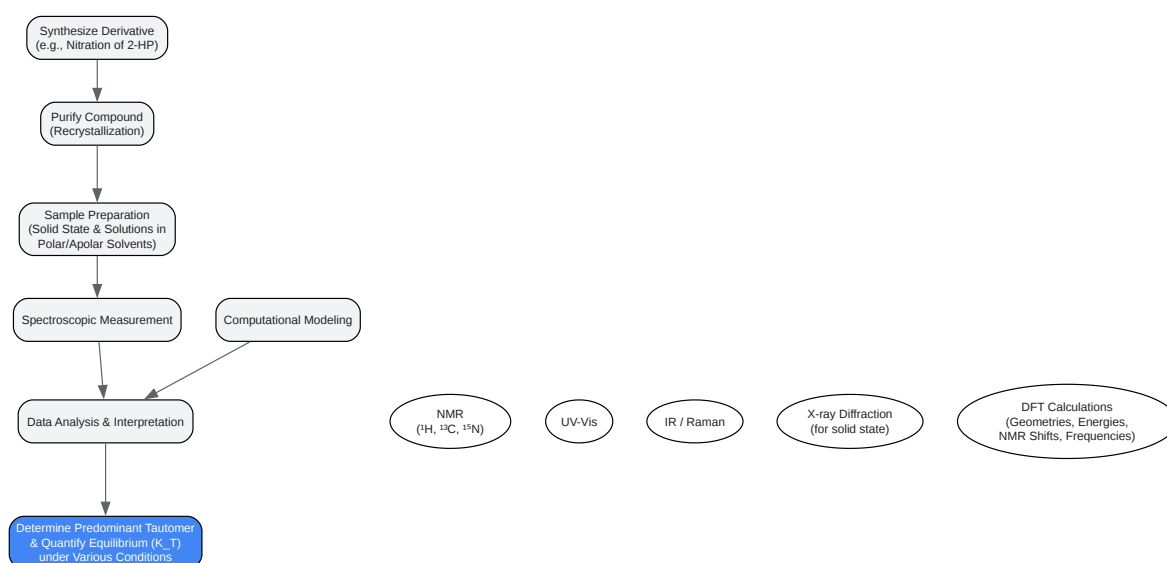 Synthesize Derivative
(e.g., Nitration of 2-HP)
Purify Compound
(Recrystallization)
Sample Preparation
(Solid State & Solutions in
Polar/Apolar Solvents)
Spectroscopic Measurement
Computational Modeling
Data Analysis & Interpretation
NMR
(¹H, ¹³C, ¹⁵N)
UV-Vis
IR / Raman
X-ray Diffraction
(for solid state)
DFT Calculations
(Geometries, Energies,
NMR Shifts, Frequencies)
Determine Predominant Tautomer
& Quantify Equilibrium (K_T)
under Various Conditions